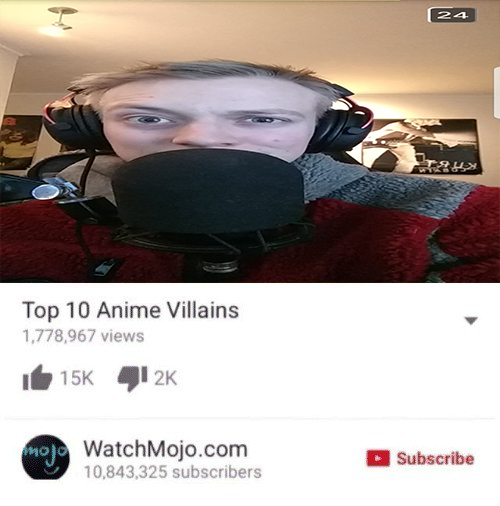 24
Top 10 Anime Villains
1,778,967 views
15K
2K
mojo
WatchMojo.com
10,843,325 subscribers
Subscribe